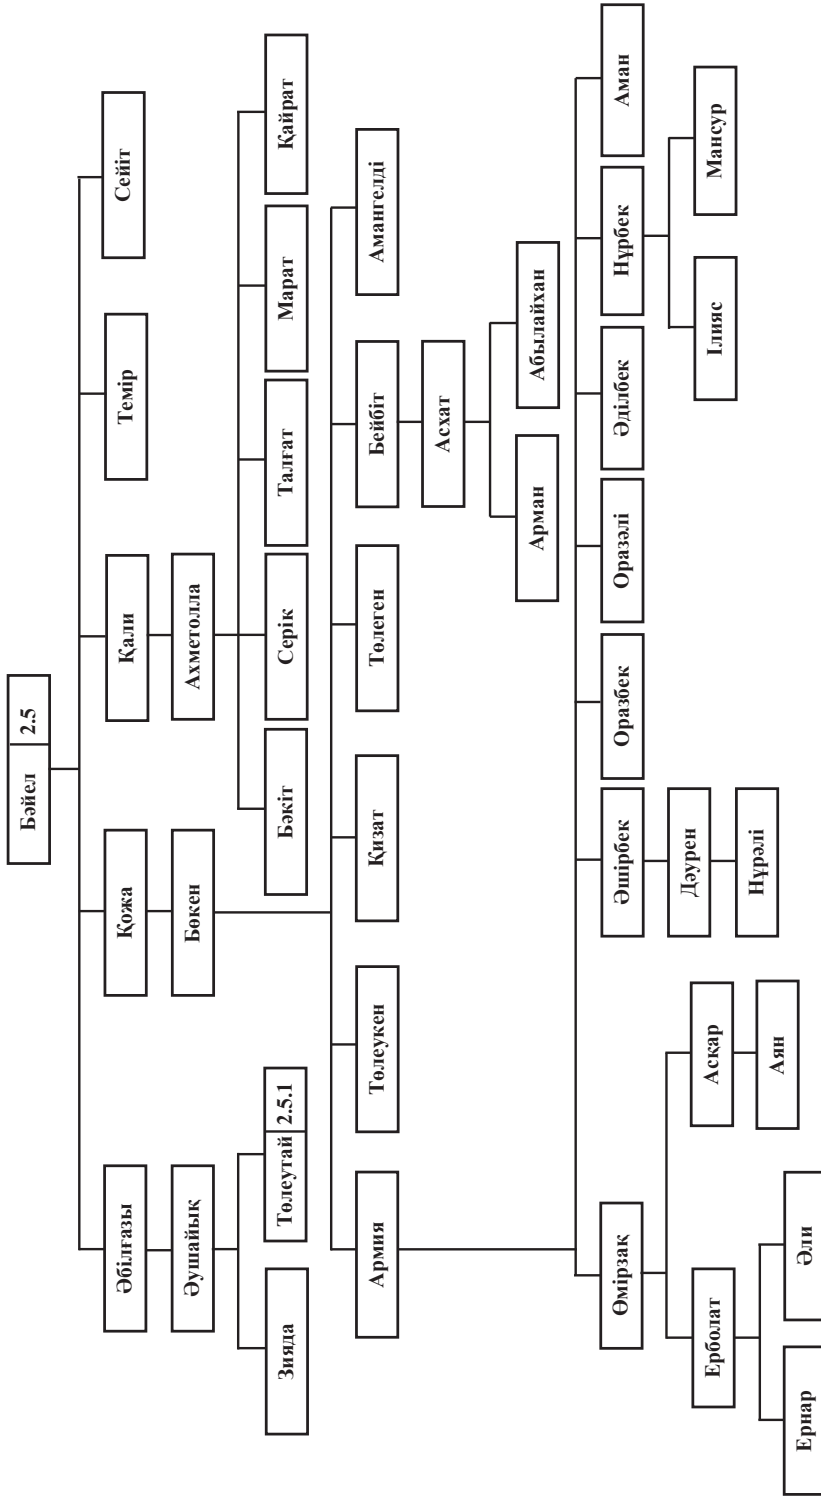 Бәйел 2.5
Әбілғазы
Қожа
Қали
Темір
Сейіт
Әушайық
Бөкен
Ахметолла
Зияда
Төлеутай 2.5.1
Бәкіт
Серік
Талғат
Марат
Қайрат
Армия
Төлеукен
Қизат
Төлеген
Бейбіт
Амангелді
Асхат
Арман
Абылайхан
Өмірзақ
Әшірбек
Оразбек
Оразәлі
Әділбек
Нұрбек
Аман
Ерболат
Асқар
Дәурен
Ілияс
Мансур
Аян
Нұрәлі
Ернар
Әли